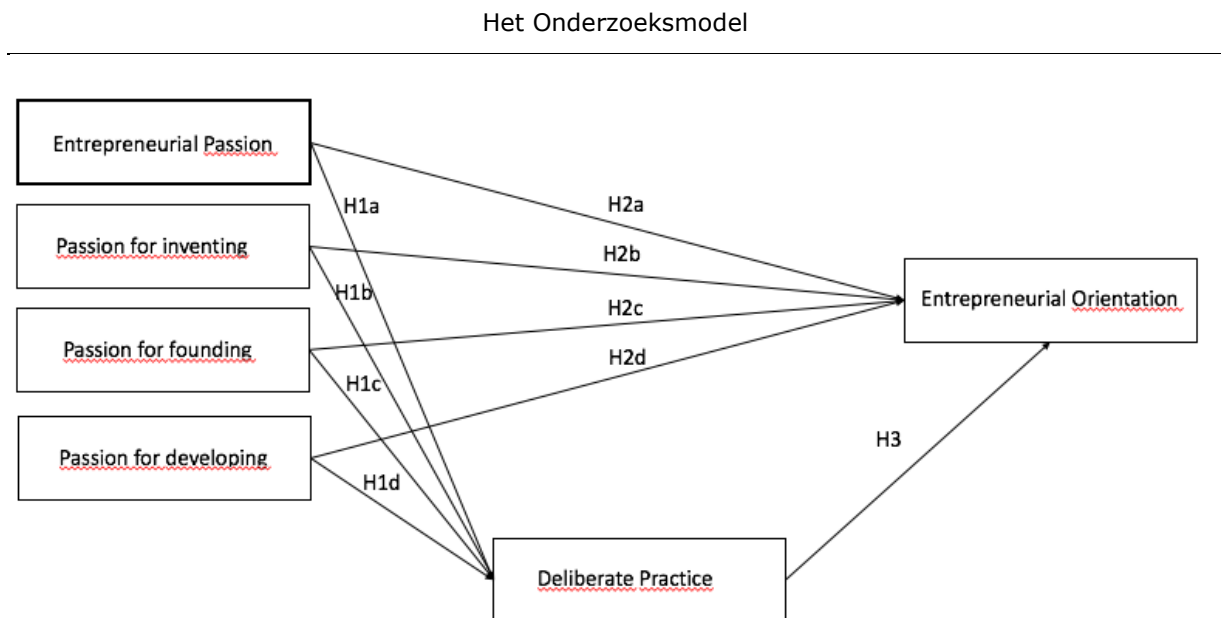 Het Onderzoeksmodel
Entrepreneurial Passion
H1a
H2a
Passion for inventing
H2b
H1b
Entrepreneurial Orientation
H2c
Passion for founding
H2d
H1c
H3
Passion for developing
H1d
Deliberate Practice